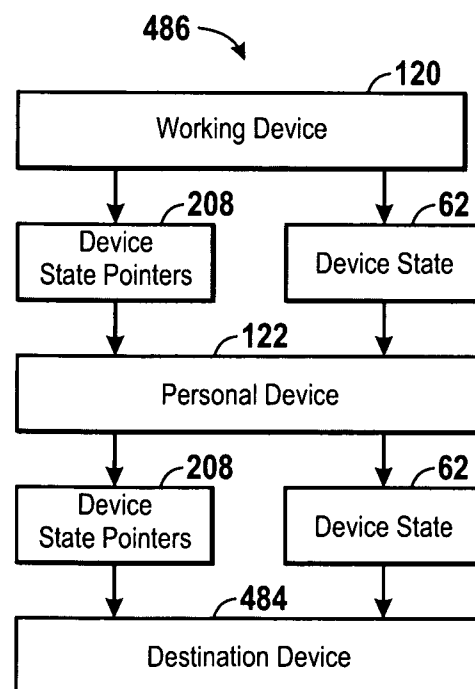 486
120
Working Device
208
62
Device
State Pointers
Device State
122
Personal Device
208
62
Device
State Pointers
Device State
484
Destination Device